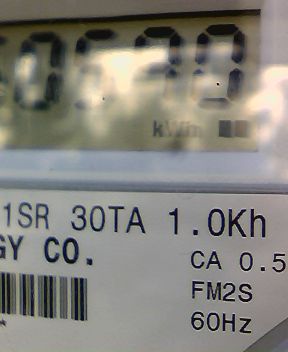 kWh
1SR 30TA 1.0Kh
GY CO.
CA 0.5
FM2S
60Hz